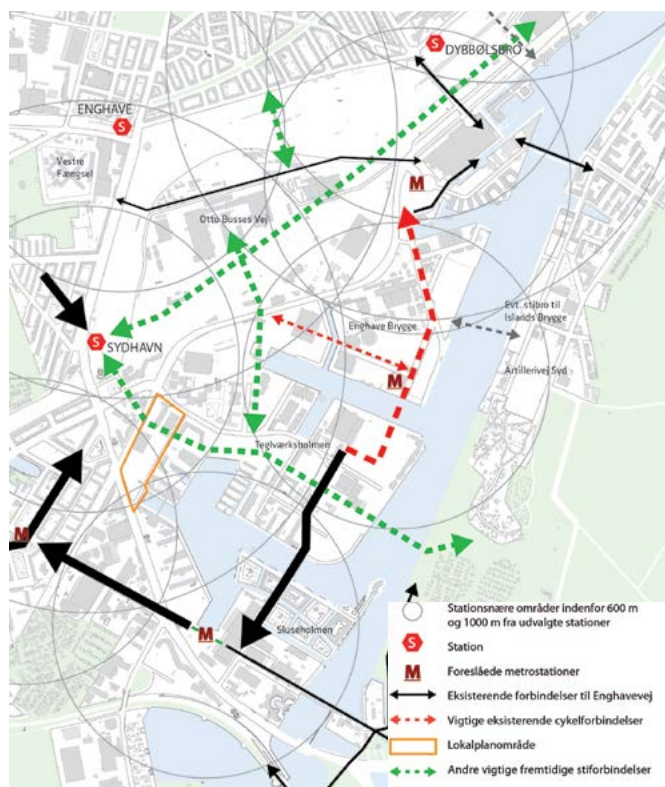 S
DYBBØLSBRO
ENGHAVE
S
Vestre
Fængsel
M
Otto Busses Vej
Evt. stibro til
Islands Brygge
Enghave Brygge
S SYDHAVN
Artillerivej Syd
M
Teglværksholmen
M
Sluseholmen
M
Stationsnære områder indenfor 600 m
og 1000 m fra udvalgte stationer
S Station
M Foreslåede metrostationer
Eksisterende forbindelser til Enghavevej
Vigtige eksisterende cykelforbindelser
Lokalplanområde
Andre vigtige fremtidige stiforbindelser